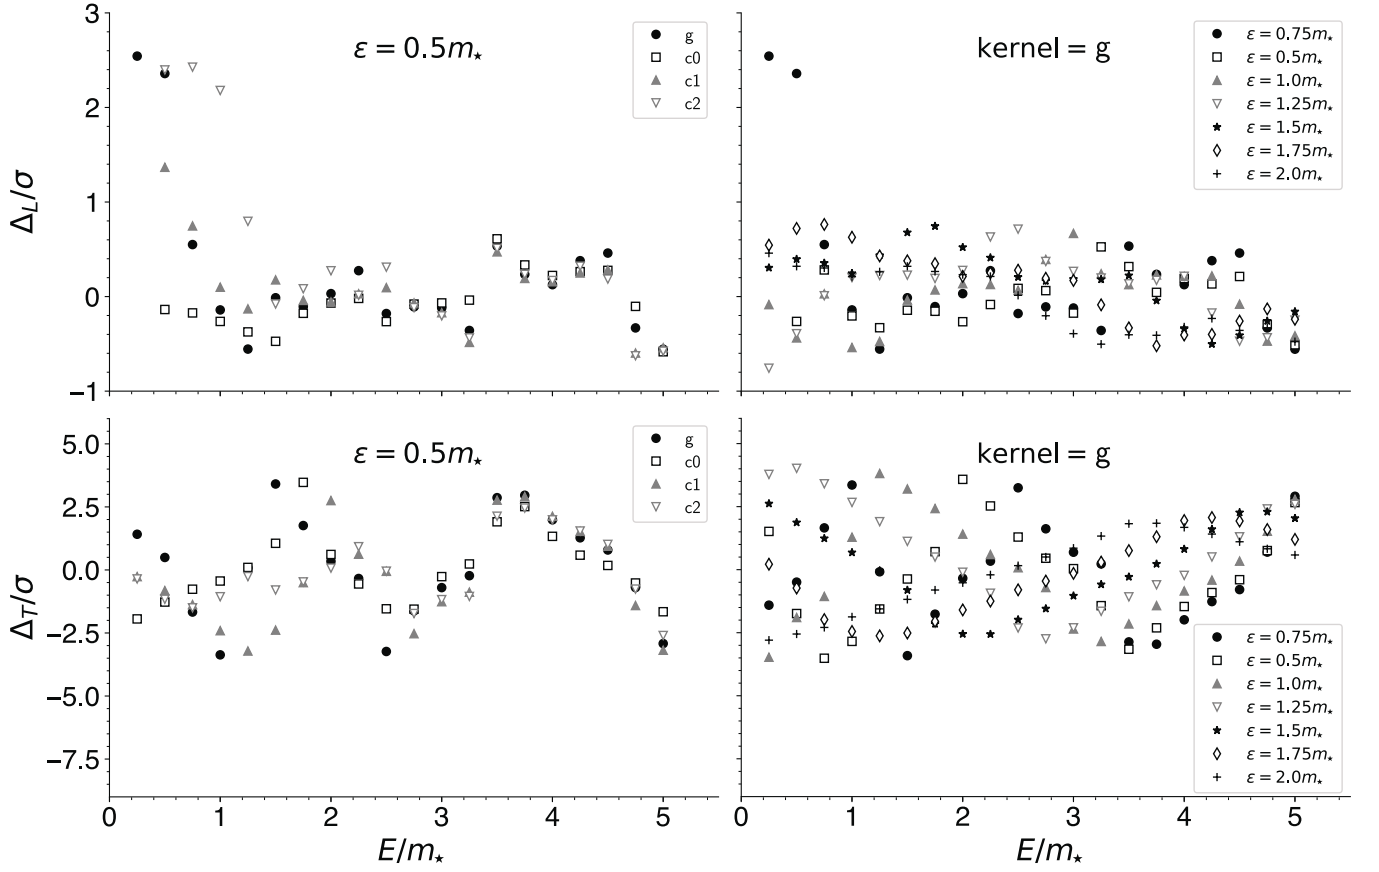 3
2
1
0
−1
Δ_L/σ
ε = 0.5m⋆
g
c0
c1
c2
kernel = g
ε = 0.75m⋆
ε = 0.5m⋆
ε = 1.0m⋆
ε = 1.25m⋆
ε = 1.5m⋆
ε = 1.75m⋆
ε = 2.0m⋆
5.0
2.5
0.0
−2.5
−5.0
−7.5
Δ_T/σ
ε = 0.5m⋆
g
c0
c1
c2
0 1 2 3 4 5
E/m⋆
kernel = g
ε = 0.75m⋆
ε = 0.5m⋆
ε = 1.0m⋆
ε = 1.25m⋆
ε = 1.5m⋆
ε = 1.75m⋆
ε = 2.0m⋆
0 1 2 3 4 5
E/m⋆